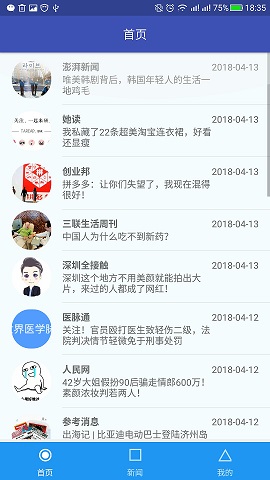 75% 18:35
首页
澎湃新闻 2018-04-13
唯美韩剧背后，韩国年轻人的生活一
地鸡毛
她读 2018-04-13
我私藏了22条超美淘宝连衣裙，好看
还显瘦
创业邦 2018-04-13
拼多多：让你们失望了，我现在混得
很好！
三联生活周刊 2018-04-13
中国人为什么吃不到新药？
深圳全接触 2018-04-13
深圳这个地方不用美颜就能拍出大
片，来过的人都成了网红！
医脉通 2018-04-12
关注！官员殴打医生致轻伤二级，法
院判决情节轻微免于刑事处罚
界医学脉
人民网 2018-04-12
42岁大姐假扮90后骗走情郎600万！
素颜浓妆判若两人！
参考消息 2018-04-12
出海记 | 比亚迪电动巴士登陆济州岛
首页 新闻 我的